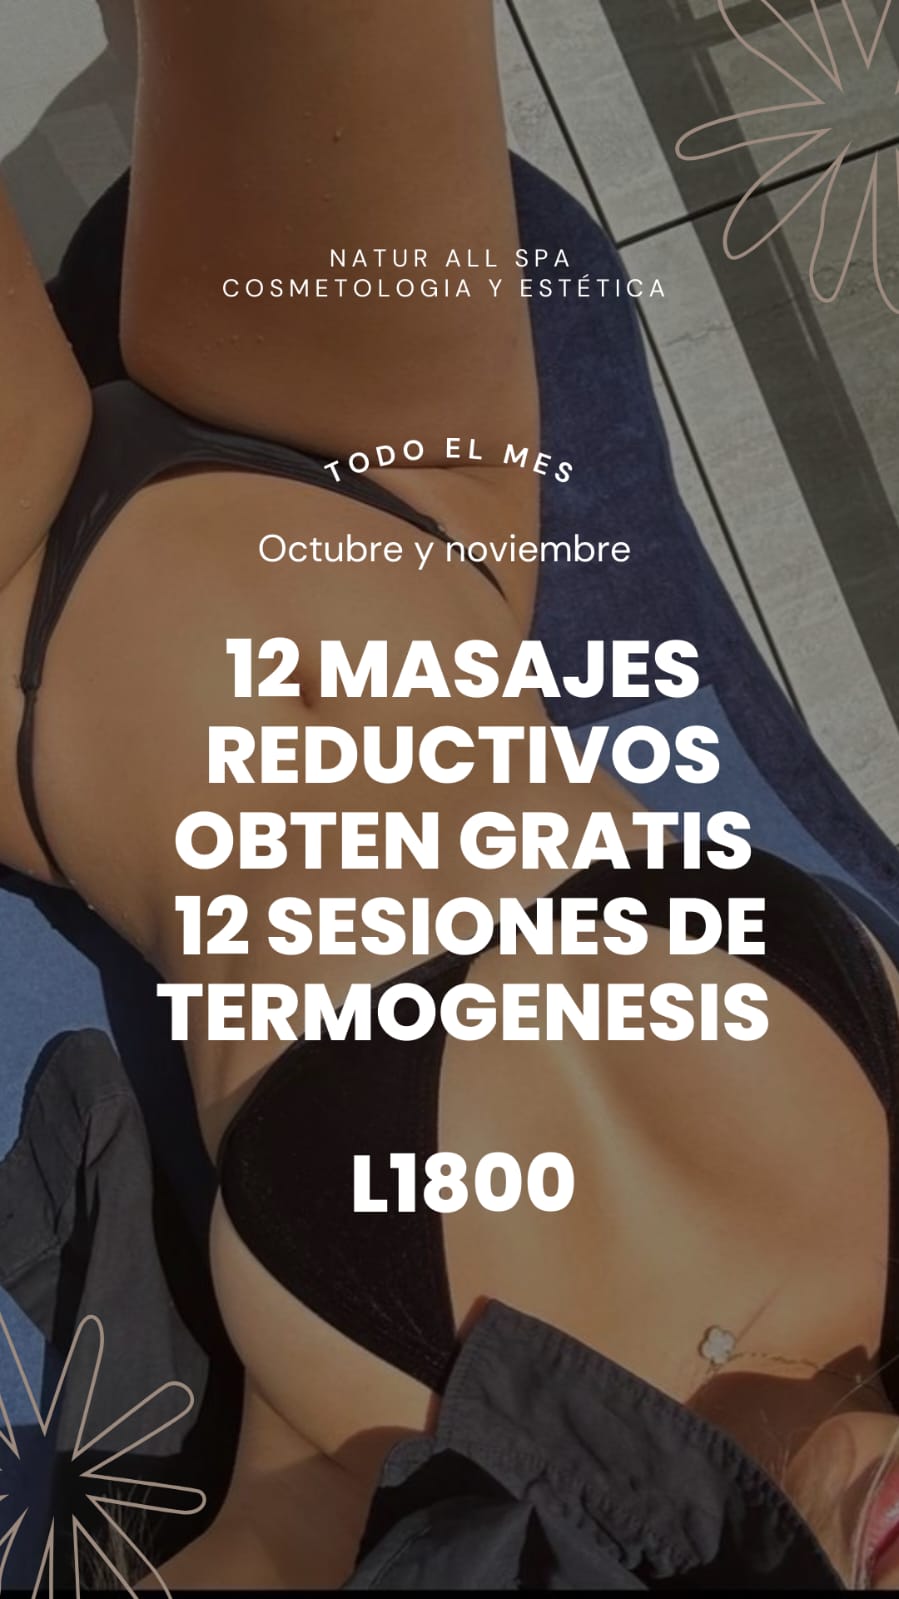 NATUR ALL SPA
COSMETOLOGIA Y ESTÉTICA
TODO EL MES
Octubre y noviembre
12 MASAJES
REDUCTIVOS
OBTEN GRATIS
12 SESIONES DE
TERMOGENESIS
L1800